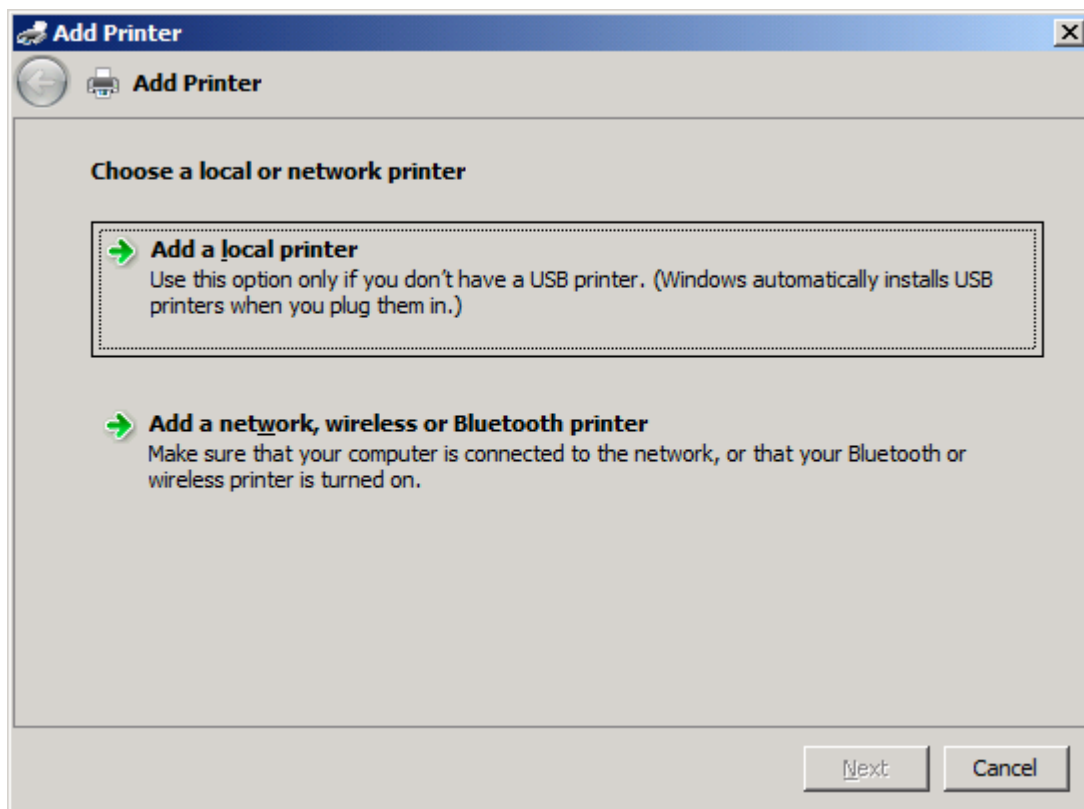 Add Printer
Add Printer
Choose a local or network printer
Add a local printer
Use this option only if you don't have a USB printer. (Windows automatically installs USB
printers when you plug them in.)
Add a network, wireless or Bluetooth printer
Make sure that your computer is connected to the network, or that your Bluetooth or
wireless printer is turned on.
Next
Cancel